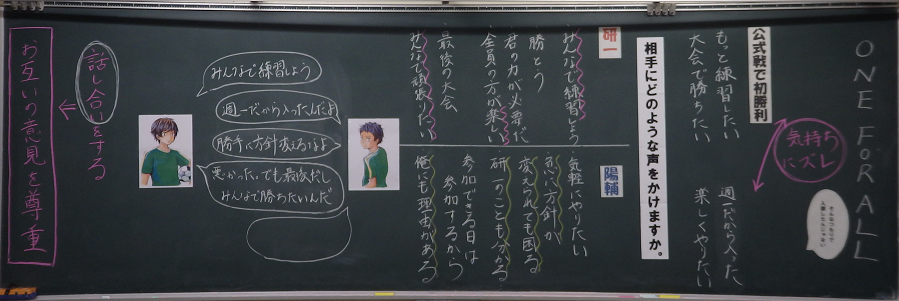 ONE FOR ALL
公式戦で初勝利
もっと練習したい
大会で勝ちたい
気持ち
にズレ
週一だから入った
楽しくやりたい
相手にどのような声をかけますか。
研一
みんなで練習しよう
勝とう
君の力が必要だ
全員の方が楽しい
最後の大会
みんなで頑張りたい
陽輔
気軽にやりたい
急に方針が
変えられても困る
研一のことも分かる
参加できる日は
参加するから
俺にも理由がある
みんなで練習しよう
週一だから入ったんだよ
勝手に方針変えるなよ
悪かった、でも最後だし
みんなで勝ちたいんだ
話し合いをする
お互いの意見を尊重